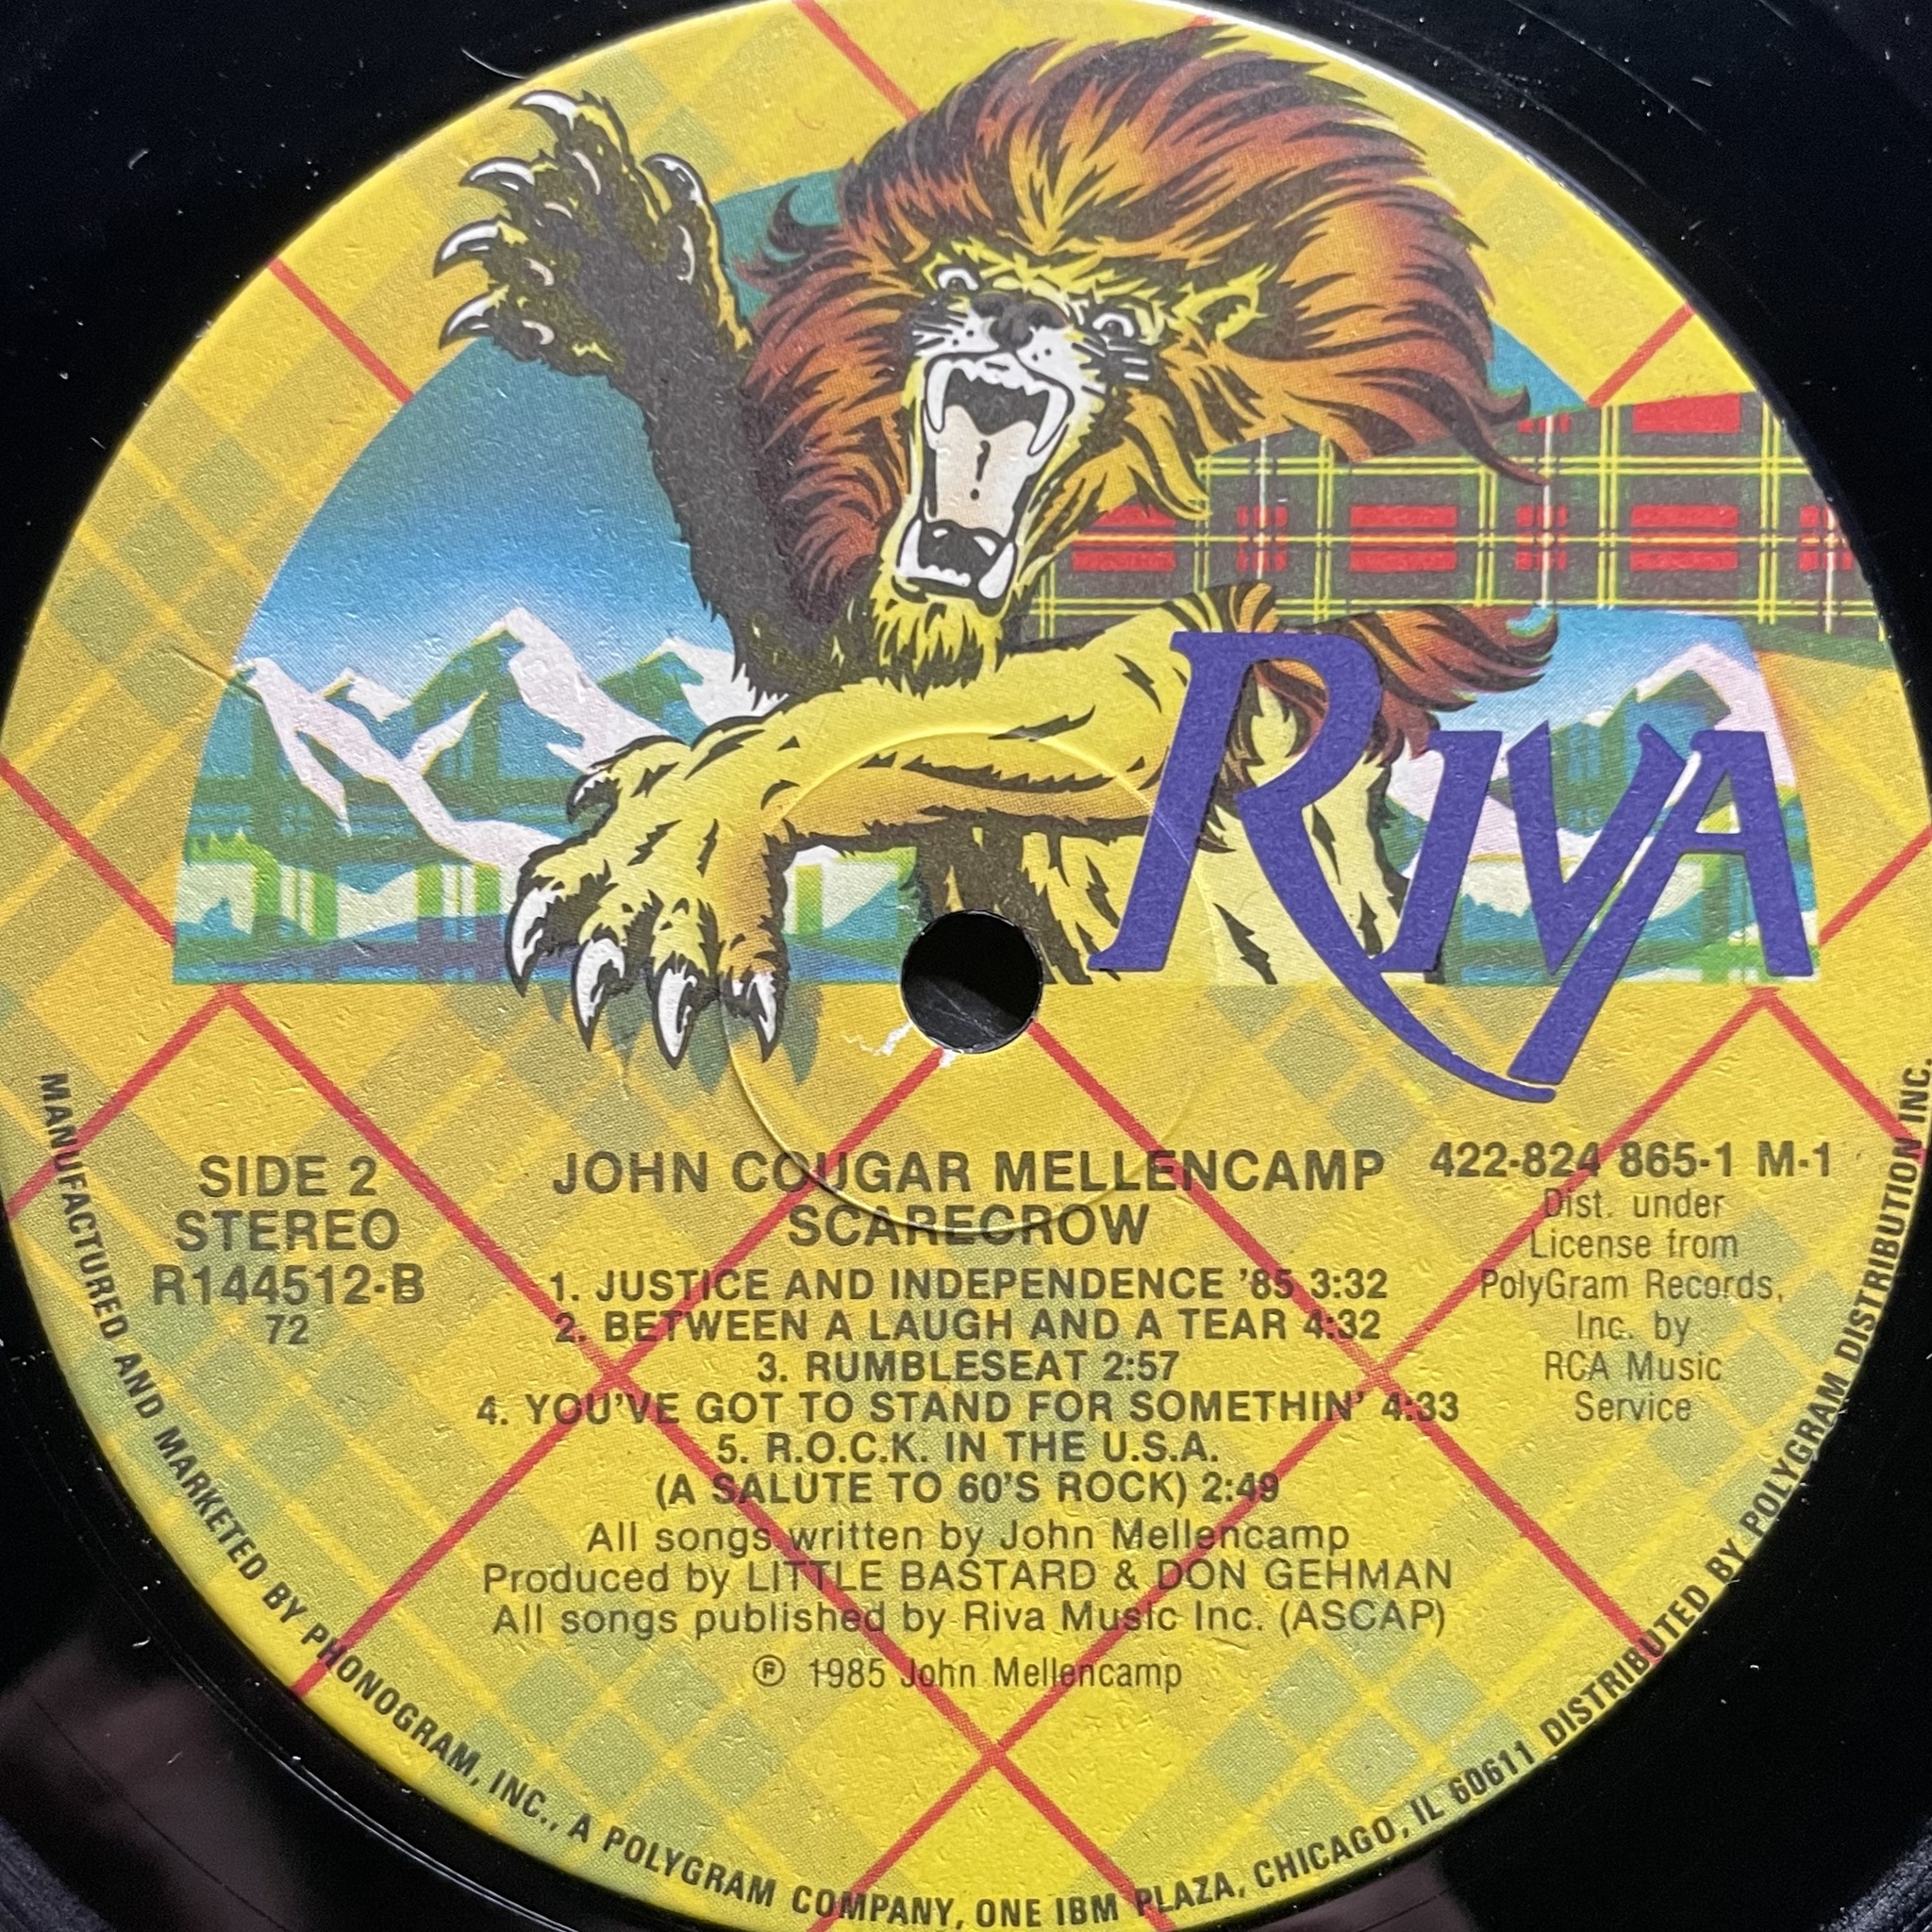 RIVA
SIDE 2
STEREO
R144512-B
72
JOHN COUGAR MELLENCAMP
SCARECROW
1. JUSTICE AND INDEPENDENCE '85 3:32
2. BETWEEN A LAUGH AND A TEAR 4:32
3. RUMBLESEAT 2:57
4. YOU'VE GOT TO STAND FOR SOMETHIN' 4:33
5. R.O.C.K. IN THE U.S.A.
(A SALUTE TO 60'S ROCK) 2:49
All songs written by John Mellencamp
Produced by LITTLE BASTARD & DON GEHMAN
All songs published by Riva Music Inc. (ASCAP)
℗ 1985 John Mellencamp
422-824 865-1 M-1
Dist. under
License from
PolyGram Records,
Inc. by
RCA Music
Service
MANUFACTURED AND MARKETED BY PHONOGRAM, INC., A POLYGRAM COMPANY, ONE IBM PLAZA, CHICAGO, IL 60611 DISTRIBUTED BY POLYGRAM DISTRIBUTION INC.